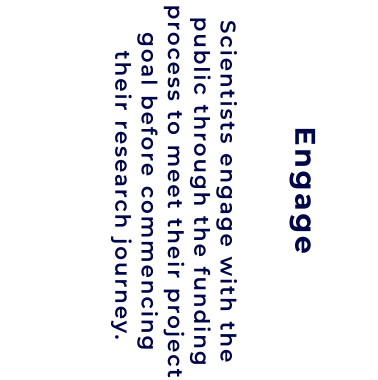 Engage
Scientists engage with the
public through the funding
process to meet their project
goal before commencing
their research journey.